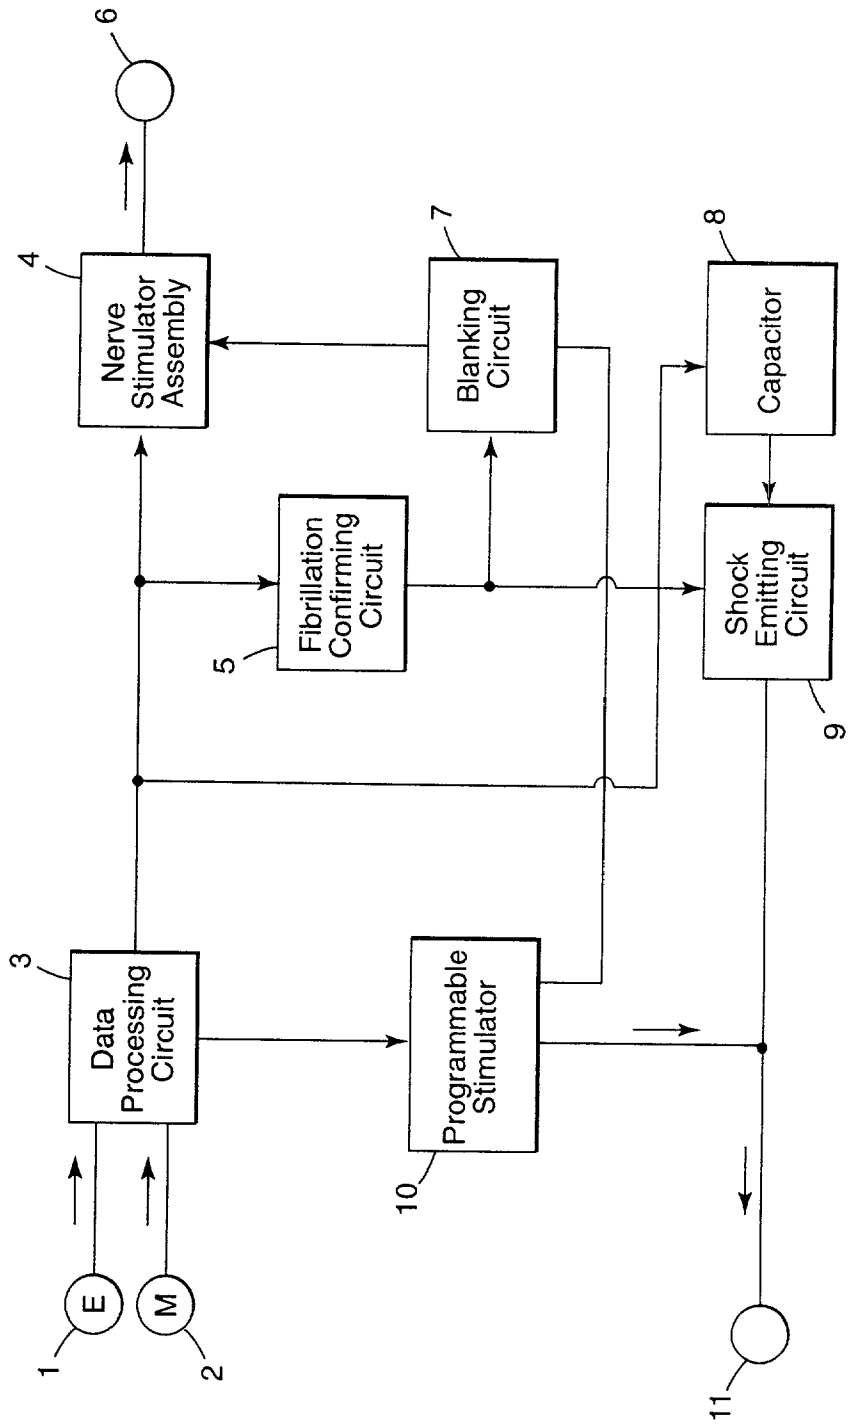 1
E
2
M
3
Data
Processing
Circuit
4
Nerve
Stimulator
Assembly
6
5
Fibrillation
Confirming
Circuit
7
Blanking
Circuit
10
Programmable
Stimulator
9
Shock
Emitting
Circuit
8
Capacitor
11